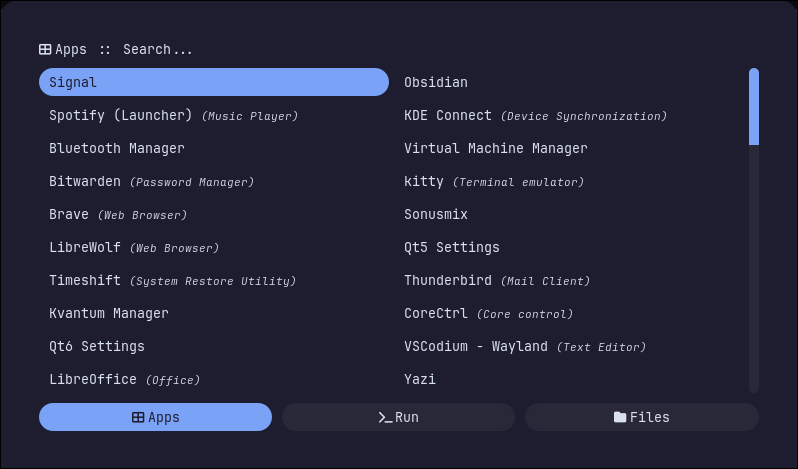 Apps :: Search...
Signal
Obsidian
Spotify (Launcher) (Music Player)
KDE Connect (Device Synchronization)
Bluetooth Manager
Virtual Machine Manager
Bitwarden (Password Manager)
kitty (Terminal emulator)
Brave (Web Browser)
Sonusmix
LibreWolf (Web Browser)
Qt5 Settings
Timeshift (System Restore Utility)
Thunderbird (Mail Client)
Kvantum Manager
CoreCtrl (Core control)
Qt6 Settings
VSCodium - Wayland (Text Editor)
LibreOffice (Office)
Yazi
Apps
Run
Files